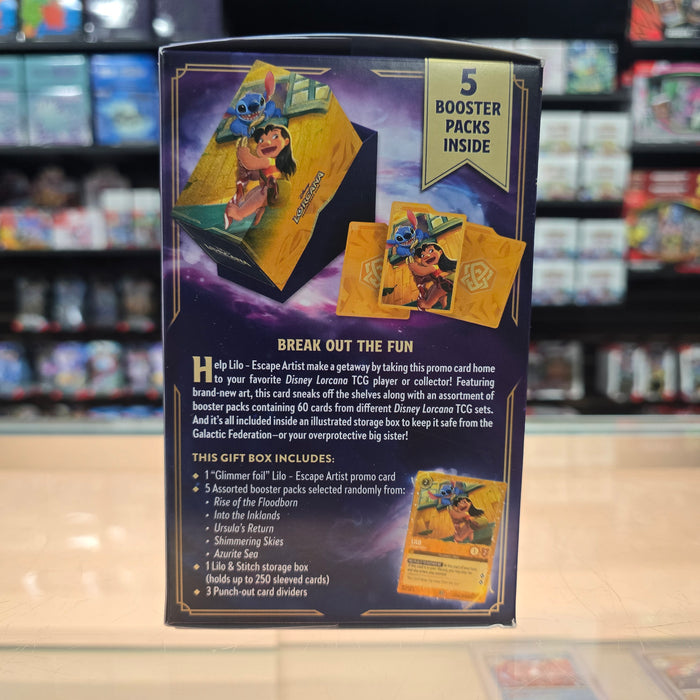 5
BOOSTER
PACKS
INSIDE
LORCANA
BREAK OUT THE FUN
Help Lilo – Escape Artist make a getaway by taking this promo card home
to your favorite Disney Lorcana TCG player or collector! Featuring
brand-new art, this card sneaks off the shelves along with an assortment of
booster packs containing 60 cards from different Disney Lorcana TCG sets.
And it's all included inside an illustrated storage box to keep it safe from the
Galactic Federation—or your overprotective big sister!
THIS GIFT BOX INCLUDES:
◆ 1 "Glimmer foil" Lilo – Escape Artist promo card
◆ 5 Assorted booster packs selected randomly from:
• Rise of the Floodborn
• Into the Inklands
• Ursula's Return
• Shimmering Skies
• Azurite Sea
◆ 1 Lilo & Stitch storage box
(holds up to 250 sleeved cards)
◆ 3 Punch-out card dividers
2
LILO